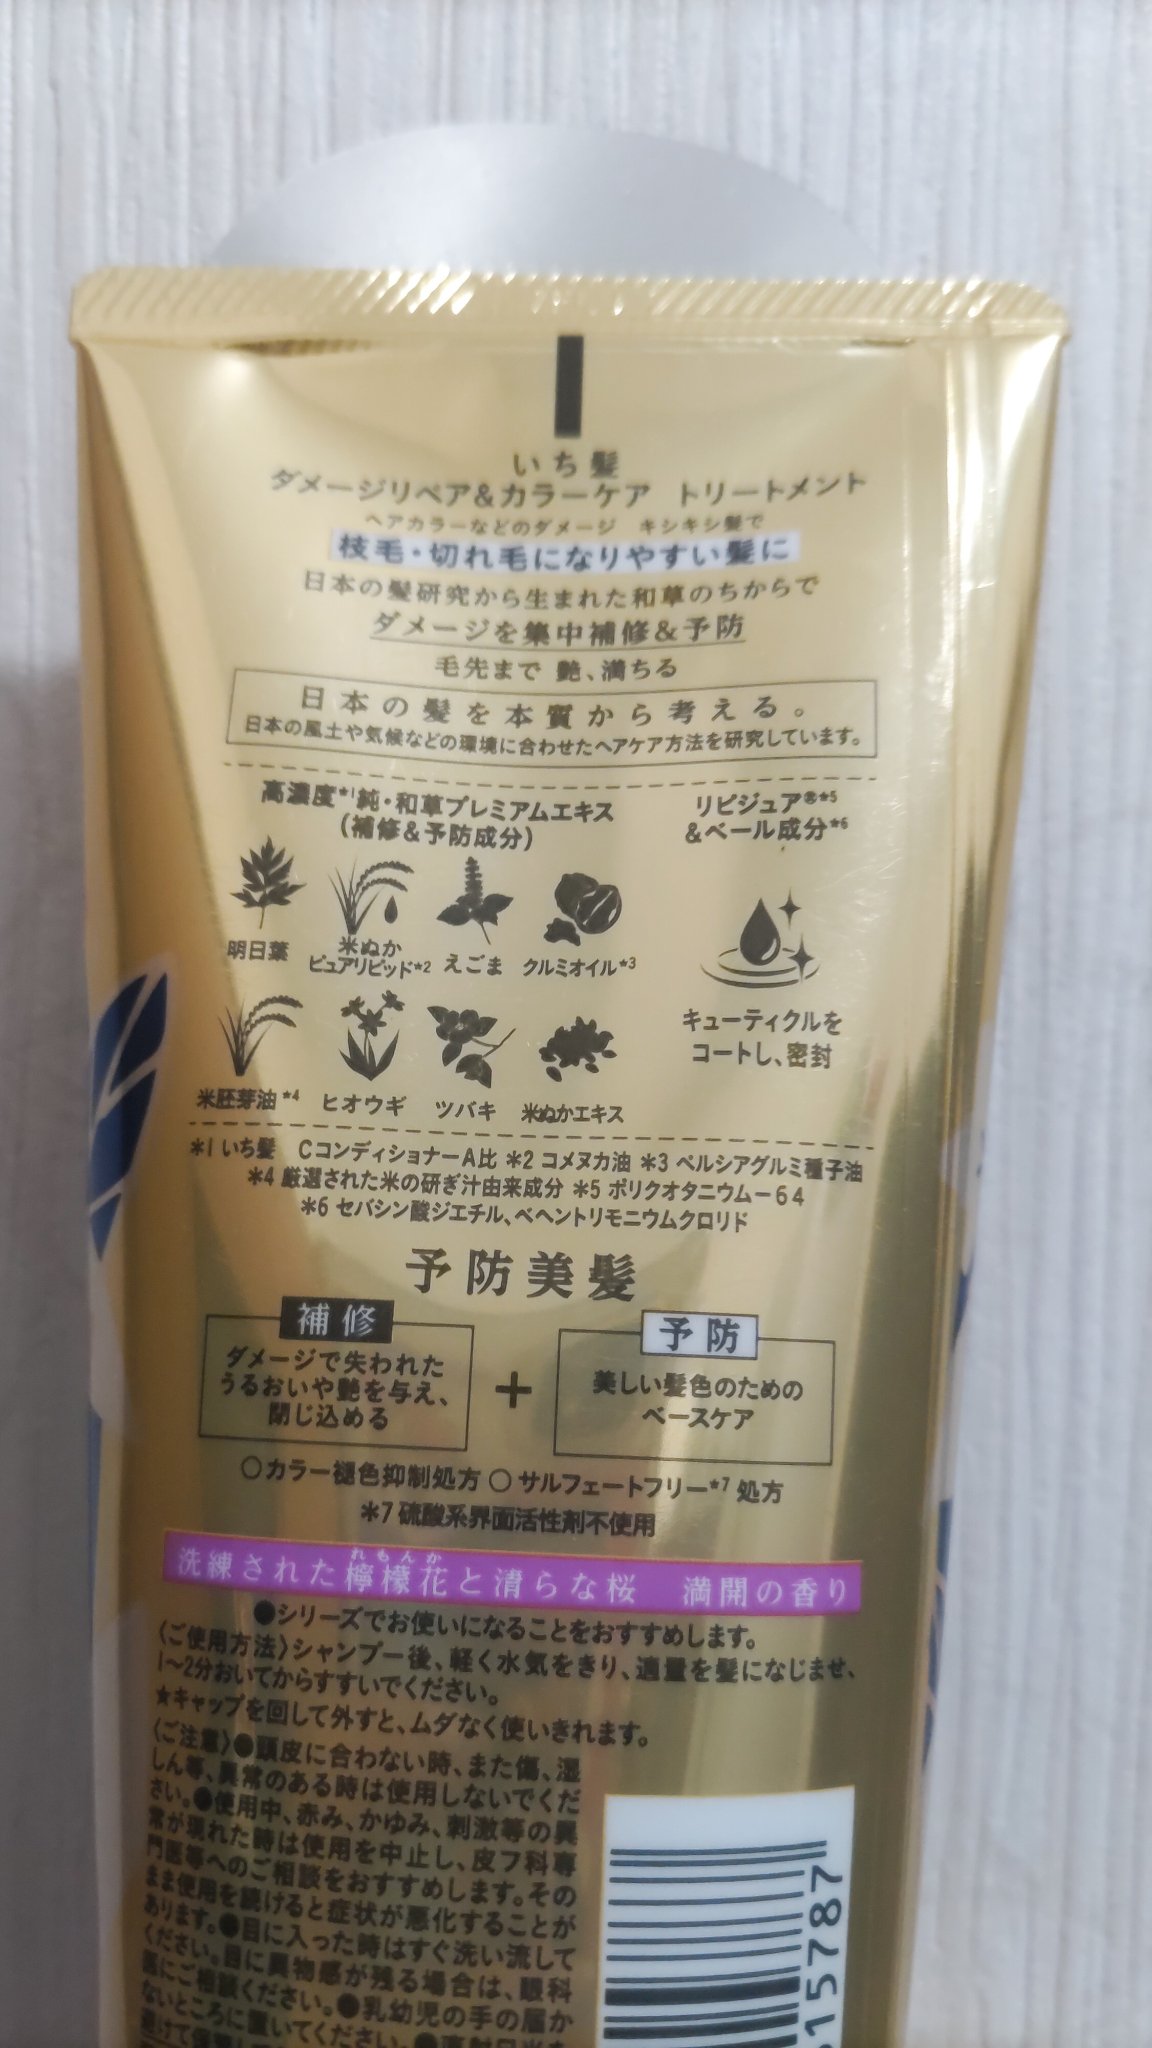 いち髪
ダメージリペア&カラーケア トリートメント
ヘアカラーなどのダメージ キシキシ髪で
枝毛・切れ毛になりやすい髪に
日本の髪研究から生まれた和草のちからで
ダメージを集中補修&予防
毛先まで 艶、満ちる
日本の髪を本質から考える。
日本の風土や気候などの環境に合わせたヘアケア方法を研究しています。
高濃度*1純・和草プレミアムエキス
(補修&予防成分)
明日葉
米ぬか
ピュアリピッド*2
えごま
クルミオイル*3
米胚芽油*4
ヒオウギ
ツバキ
米ぬかエキス
リピジュア®*5
&ベール成分*6
キューティクルを
コートし、密封
*1 いち髪 CコンディショナーA比 *2 コメヌカ油 *3 ペルシアグルミ種子油
*4 厳選された米の研ぎ汁由来成分 *5 ポリクオタニウム-64
*6 セバシン酸ジエチル、ベヘントリモニウムクロリド
予防美髪
補修
ダメージで失われた
うるおいや艶を与え、
閉じ込める
+
予防
美しい髪色のための
ベースケア
○カラー褪色抑制処方 ○サルフェートフリー*7 処方
*7 硫酸系界面活性剤不使用
れもんか
洗練された檸檬花と清らな桜 満開の香り
●シリーズでお使いになることをおすすめします。
〈ご使用方法〉シャンプー後、軽く水気をきり、適量を髪になじませ、
1~2分おいてからすすいでください。
★キャップを回して外すと、ムダなく使いきれます。
〈ご注意〉●頭皮に合わない時、また傷、湿
しん等、異常のある時は使用しないでくだ
さい。●使用中、赤み、かゆみ、刺激等の異
常が現れた時は使用を中止し、皮フ科専
門医等へのご相談をおすすめします。その
まま使用を続けると症状が悪化することが
あります。●目に入った時はすぐ洗い流して
ください。目に異物感が残る場合は、眼科
医にご相談ください。●乳幼児の手の届か
ないところに置いてください。●直射日光を
避けて保管
15787